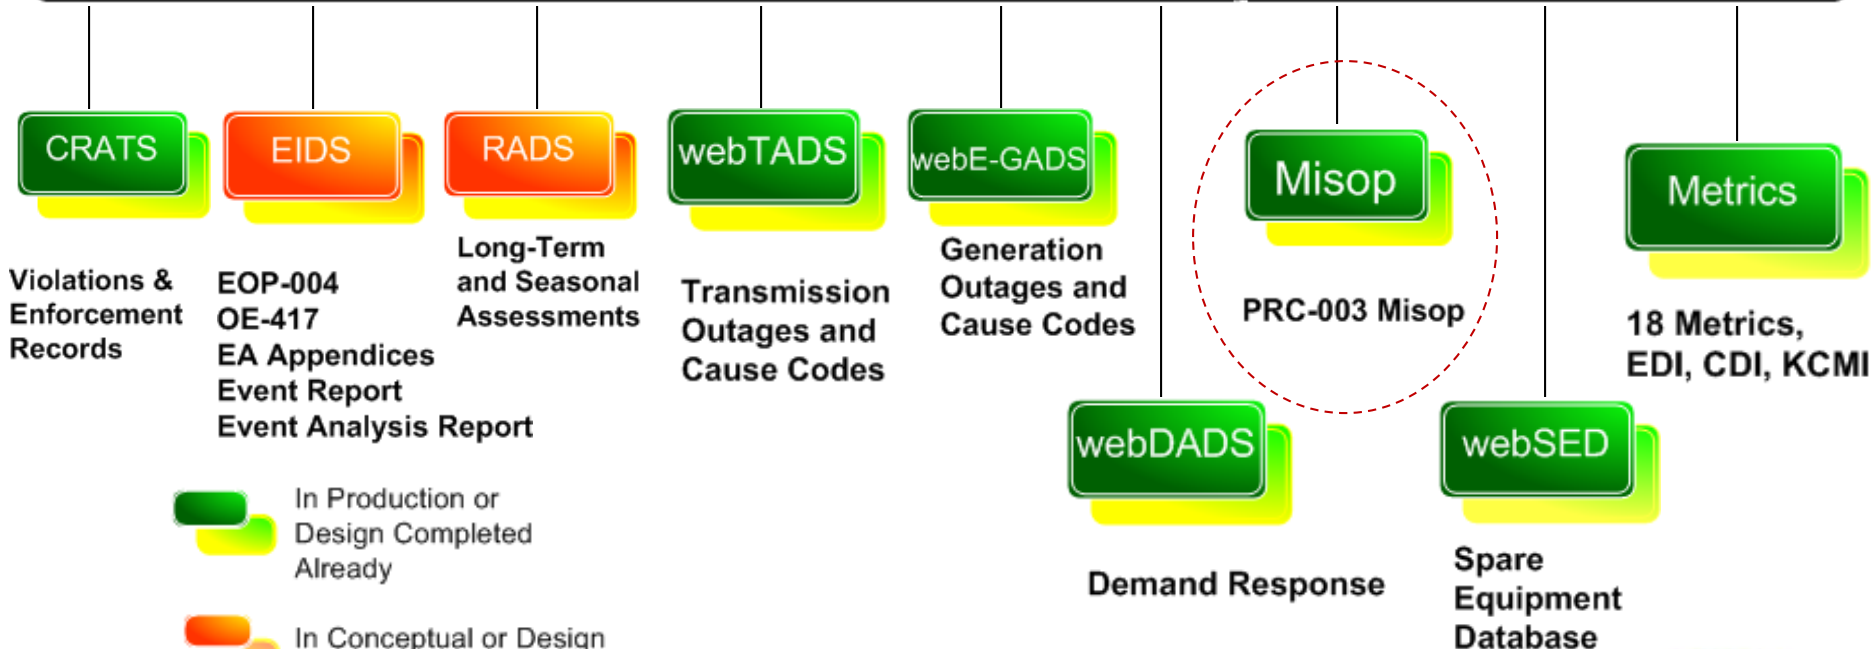 CRATS
Violations &
Enforcement
Records
EIDS
EOP-004
OE-417
EA Appendices
Event Report
Event Analysis Report
RADS
Long-Term
and Seasonal
Assessments
webTADS
Transmission
Outages and
Cause Codes
webE-GADS
Generation
Outages and
Cause Codes
webDADS
Demand Response
Misop
PRC-003 Misop
webSED
Spare
Equipment
Database
Metrics
18 Metrics,
EDI, CDI, KCMI
In Production or
Design Completed
Already
In Conceptual or Design